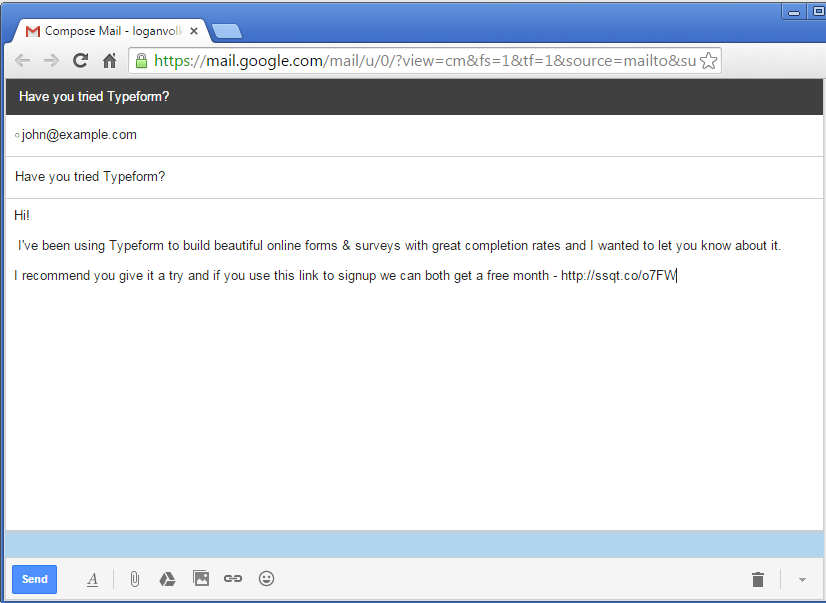 Compose Mail - loganvolk
https://mail.google.com/mail/u/0/?view=cm&fs=1&tf=1&source=mailto&su
Have you tried Typeform?
john@example.com
Have you tried Typeform?
Hi!
I've been using Typeform to build beautiful online forms & surveys with great completion rates and I wanted to let you know about it.
I recommend you give it a try and if you use this link to signup we can both get a free month - http://ssqt.co/o7FW
Send
A